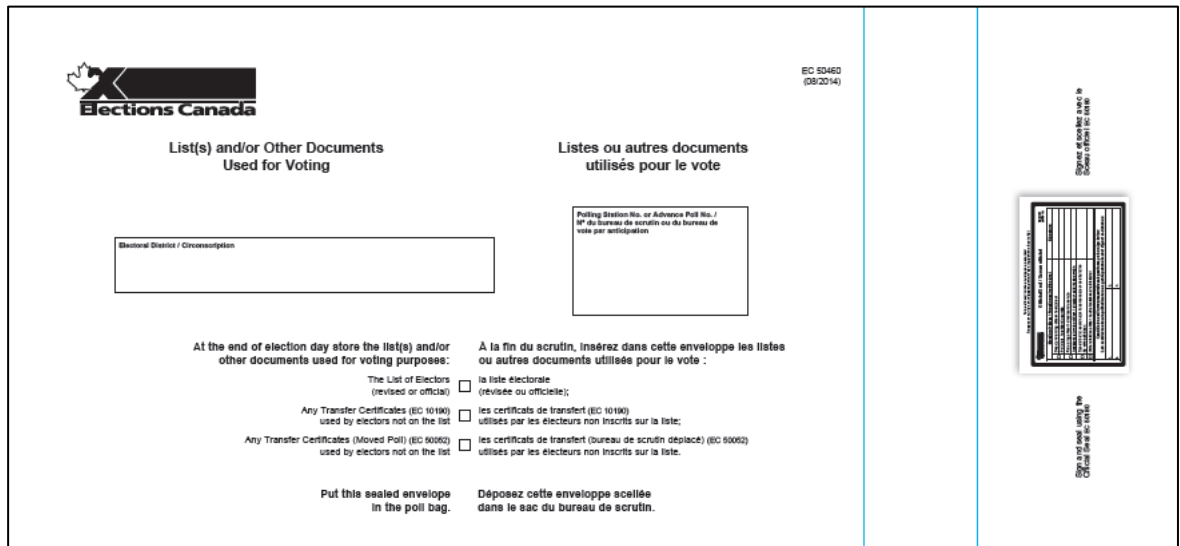 Elections Canada
EC 50460
(08/2014)
List(s) and/or Other Documents
Used for Voting
Listes ou autres documents
utilisés pour le vote
Electoral District / Circonscription
Polling Station No. or Advance Poll No. /
Nº du bureau de scrutin ou du bureau de
vote par anticipation
At the end of election day store the list(s) and/or
other documents used for voting purposes:
À la fin du scrutin, insérez dans cette enveloppe les listes
ou autres documents utilisés pour le vote :
The List of Electors
(revised or official)
la liste électorale
(révisée ou officielle);
Any Transfer Certificates (EC 10190)
used by electors not on the list
les certificats de transfert (EC 10190)
utilisés par les électeurs non inscrits sur la liste;
Any Transfer Certificates (Moved Poll) (EC 50052)
used by electors not on the list
les certificats de transfert (bureau de scrutin déplacé) (EC 50052)
utilisés par les électeurs non inscrits sur la liste.
Put this sealed envelope
in the poll bag.
Déposez cette enveloppe scellée
dans le sac du bureau de scrutin.
Signez et scellez avec le
Sceau officiel EC 50160
Sign and seal using the
Official Seal EC 50160